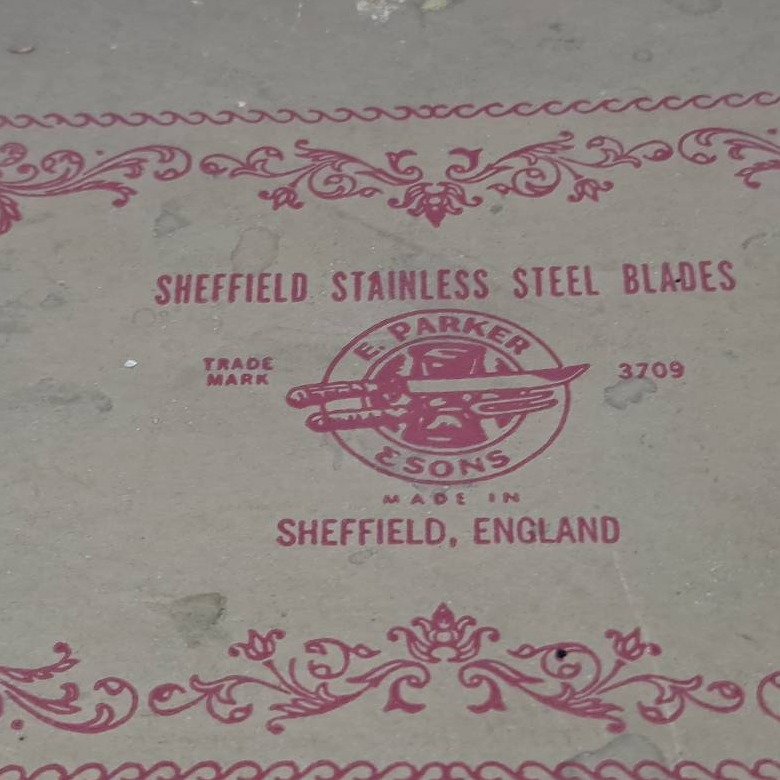 SHEFFIELD STAINLESS STEEL BLADES
E. PARKER
& SONS
TRADE
MARK
3709
MADE IN
SHEFFIELD, ENGLAND